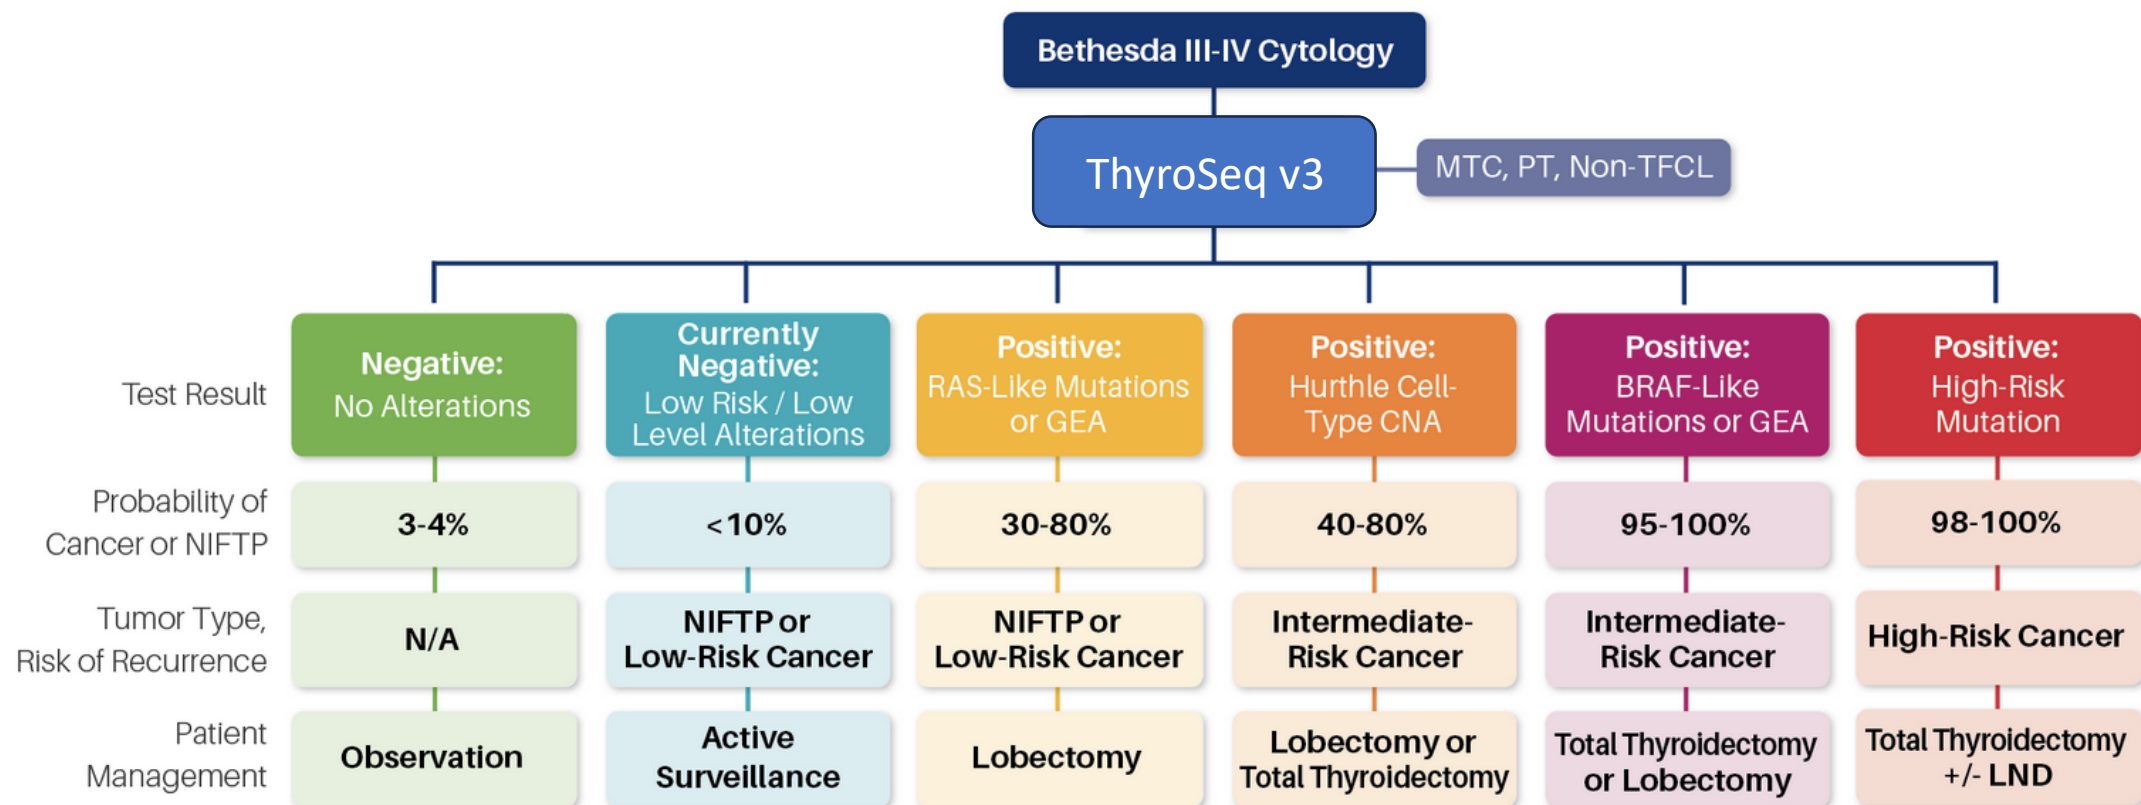 Bethesda III-IV Cytology
ThyroSeq v3
MTC, PT, Non-TFCL
Test Result
Negative:
No Alterations
Currently
Negative:
Low Risk / Low
Level Alterations
Positive:
RAS-Like Mutations
or GEA
Positive:
Hurthle Cell-
Type CNA
Positive:
BRAF-Like
Mutations or GEA
Positive:
High-Risk
Mutation
Probability of
Cancer or NIFTP
3-4%
<10%
30-80%
40-80%
95-100%
98-100%
Tumor Type,
Risk of Recurrence
N/A
NIFTP or
Low-Risk Cancer
NIFTP or
Low-Risk Cancer
Intermediate-
Risk Cancer
Intermediate-
Risk Cancer
High-Risk Cancer
Patient
Management
Observation
Active
Surveillance
Lobectomy
Lobectomy or
Total Thyroidectomy
Total Thyroidectomy
or Lobectomy
Total Thyroidectomy
+/- LND